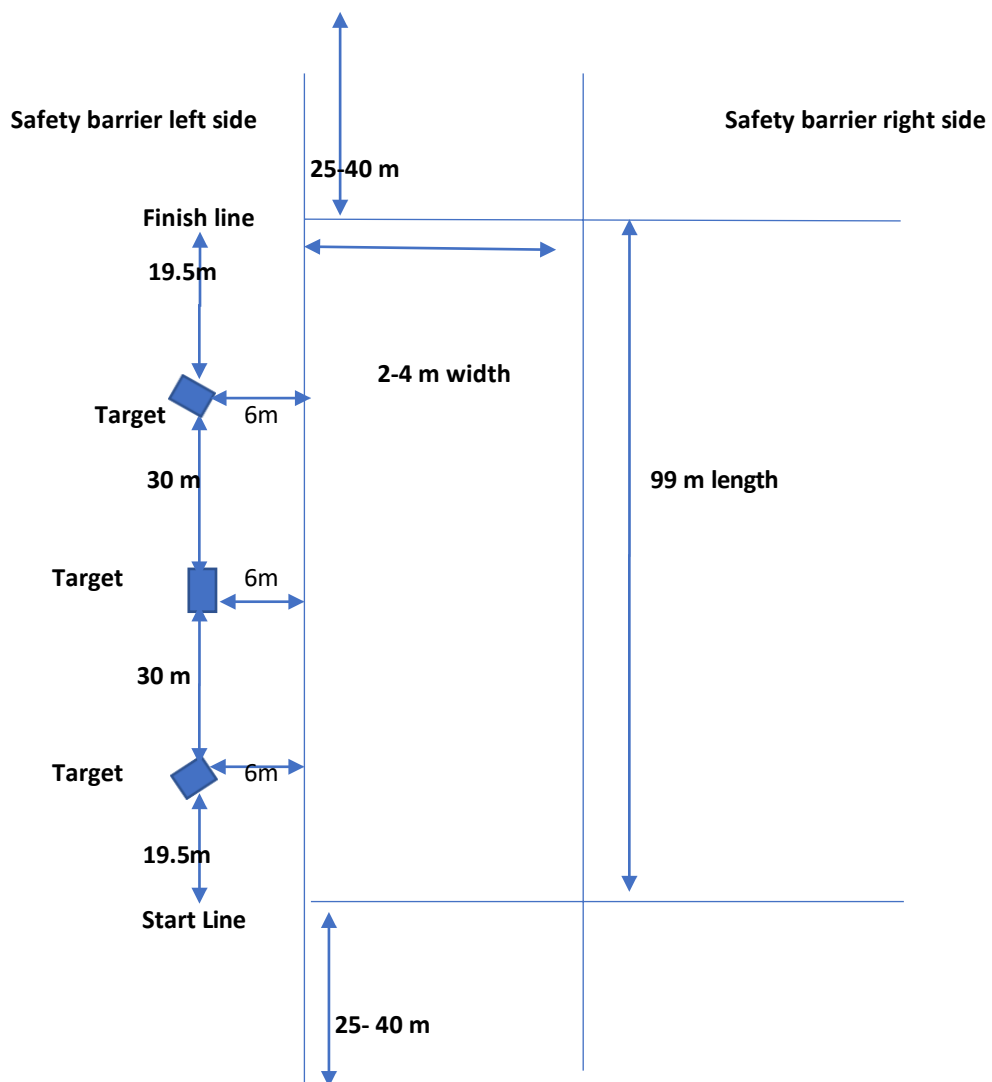 Safety barrier left side
Safety barrier right side
25-40 m
Finish line
19.5m
2-4 m width
Target
6m
30 m
99 m length
Target
6m
30 m
Target
6m
19.5m
Start Line
25- 40 m